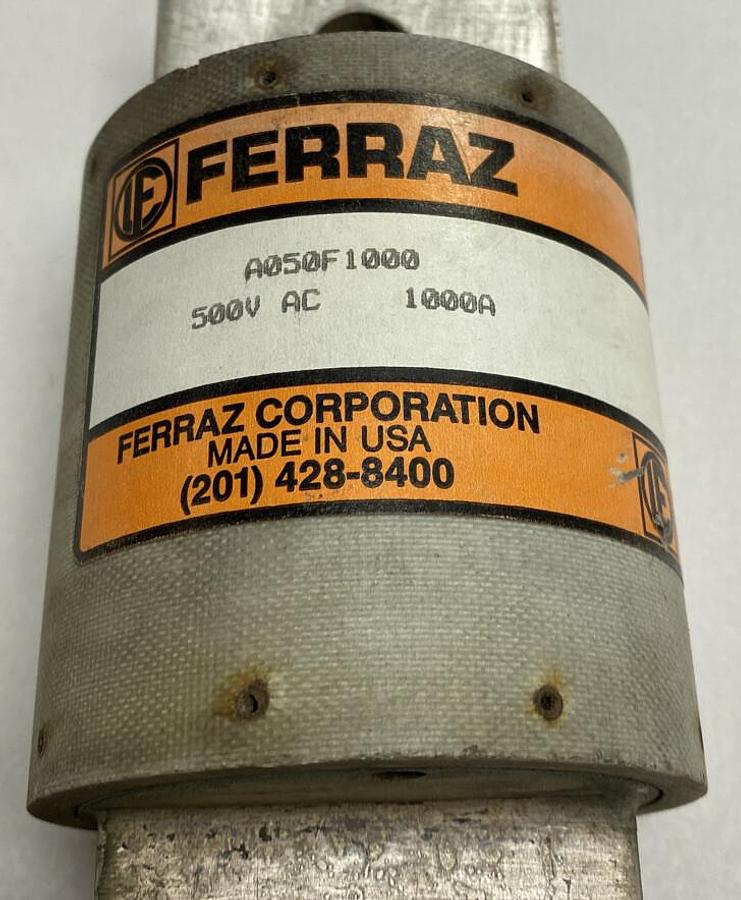 FERRAZ
A050F1000
500V AC 1000A
FERRAZ CORPORATION
MADE IN USA
(201) 428-8400